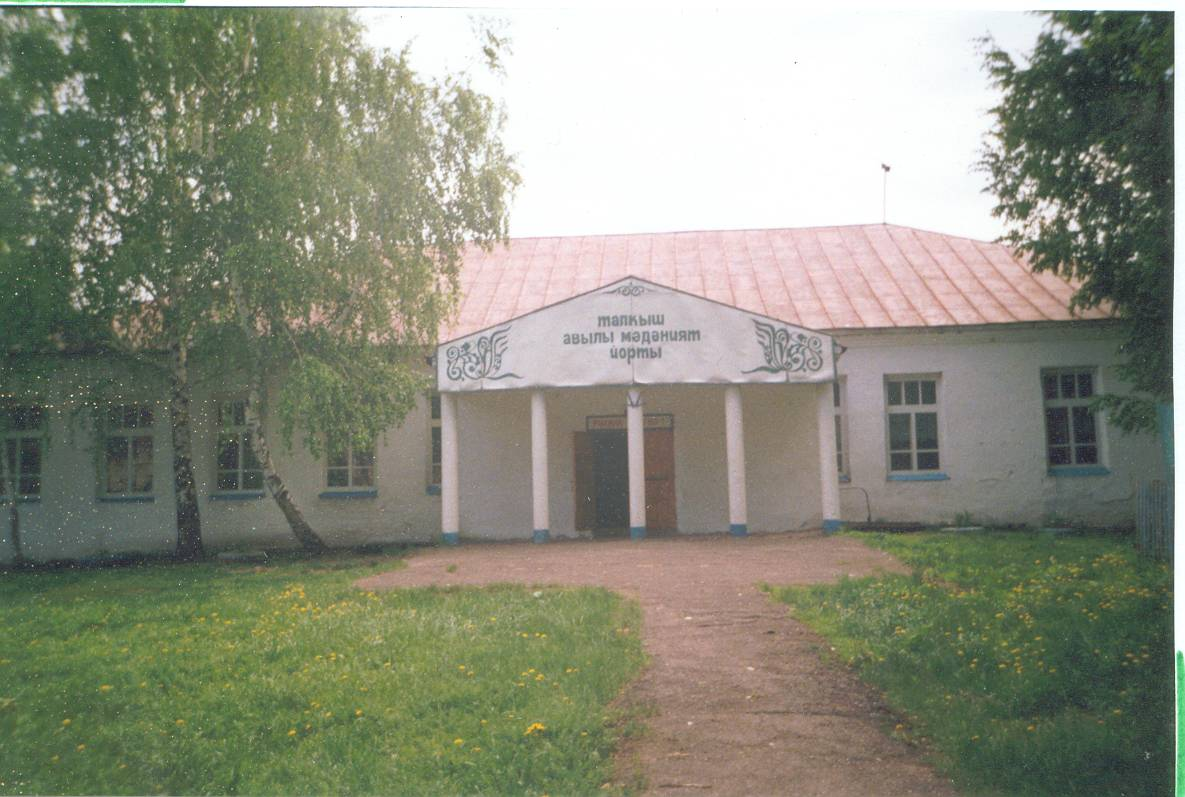 талкыш
авылы мәдәният
йорты